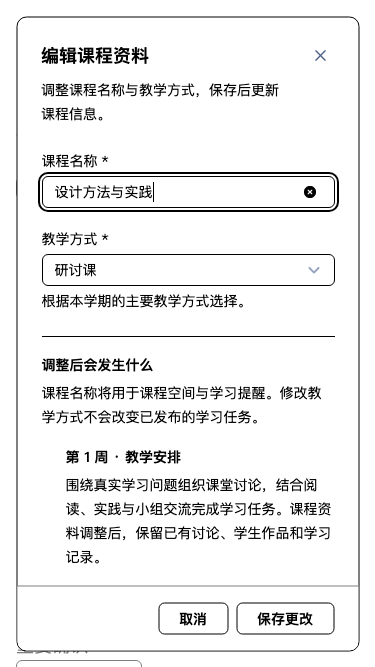 编辑课程资料
调整课程名称与教学方式，保存后更新
课程信息。
课程名称 *
设计方法与实践
教学方式 *
研讨课
根据本学期的主要教学方式选择。
调整后会发生什么
课程名称将用于课程空间与学习提醒。修改教
学方式不会改变已发布的学习任务。
第 1 周 · 教学安排
围绕真实学习问题组织课堂讨论，结合阅
读、实践与小组交流完成学习任务。课程资
料调整后，保留已有讨论、学生作品和学习
记录。
取消
保存更改